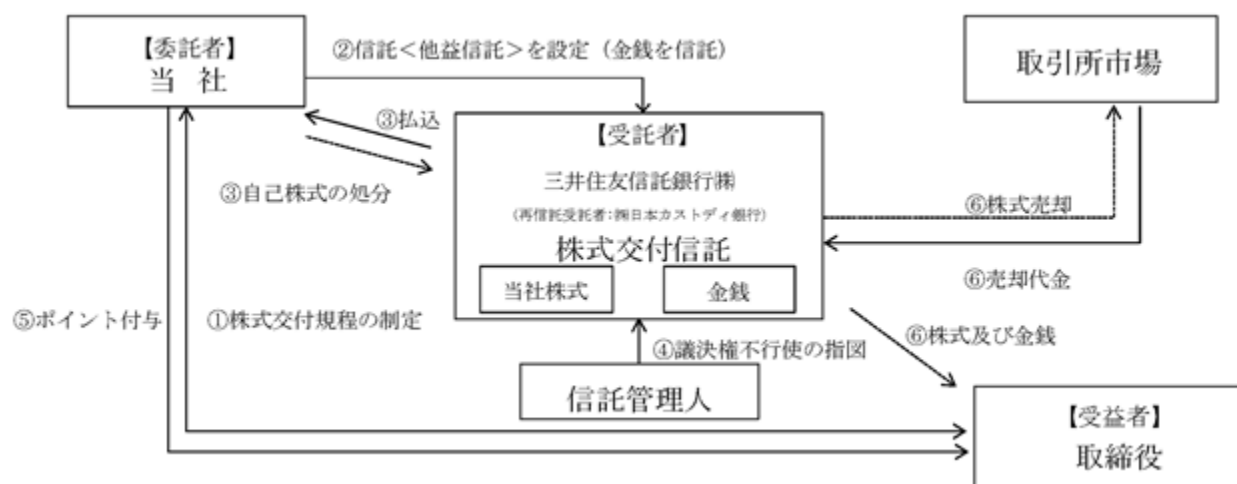 【委託者】
当 社
②信託＜他益信託＞を設定（金銭を信託）
取引所市場
③払込
③自己株式の処分
【受託者】
三井住友信託銀行㈱
（再信託受託者：㈱日本カストディ銀行）
株式交付信託
当社株式
金銭
⑥株式売却
⑥売却代金
⑤ポイント付与
①株式交付規程の制定
④議決権不行使の指図
⑥株式及び金銭
信託管理人
【受益者】
取締役